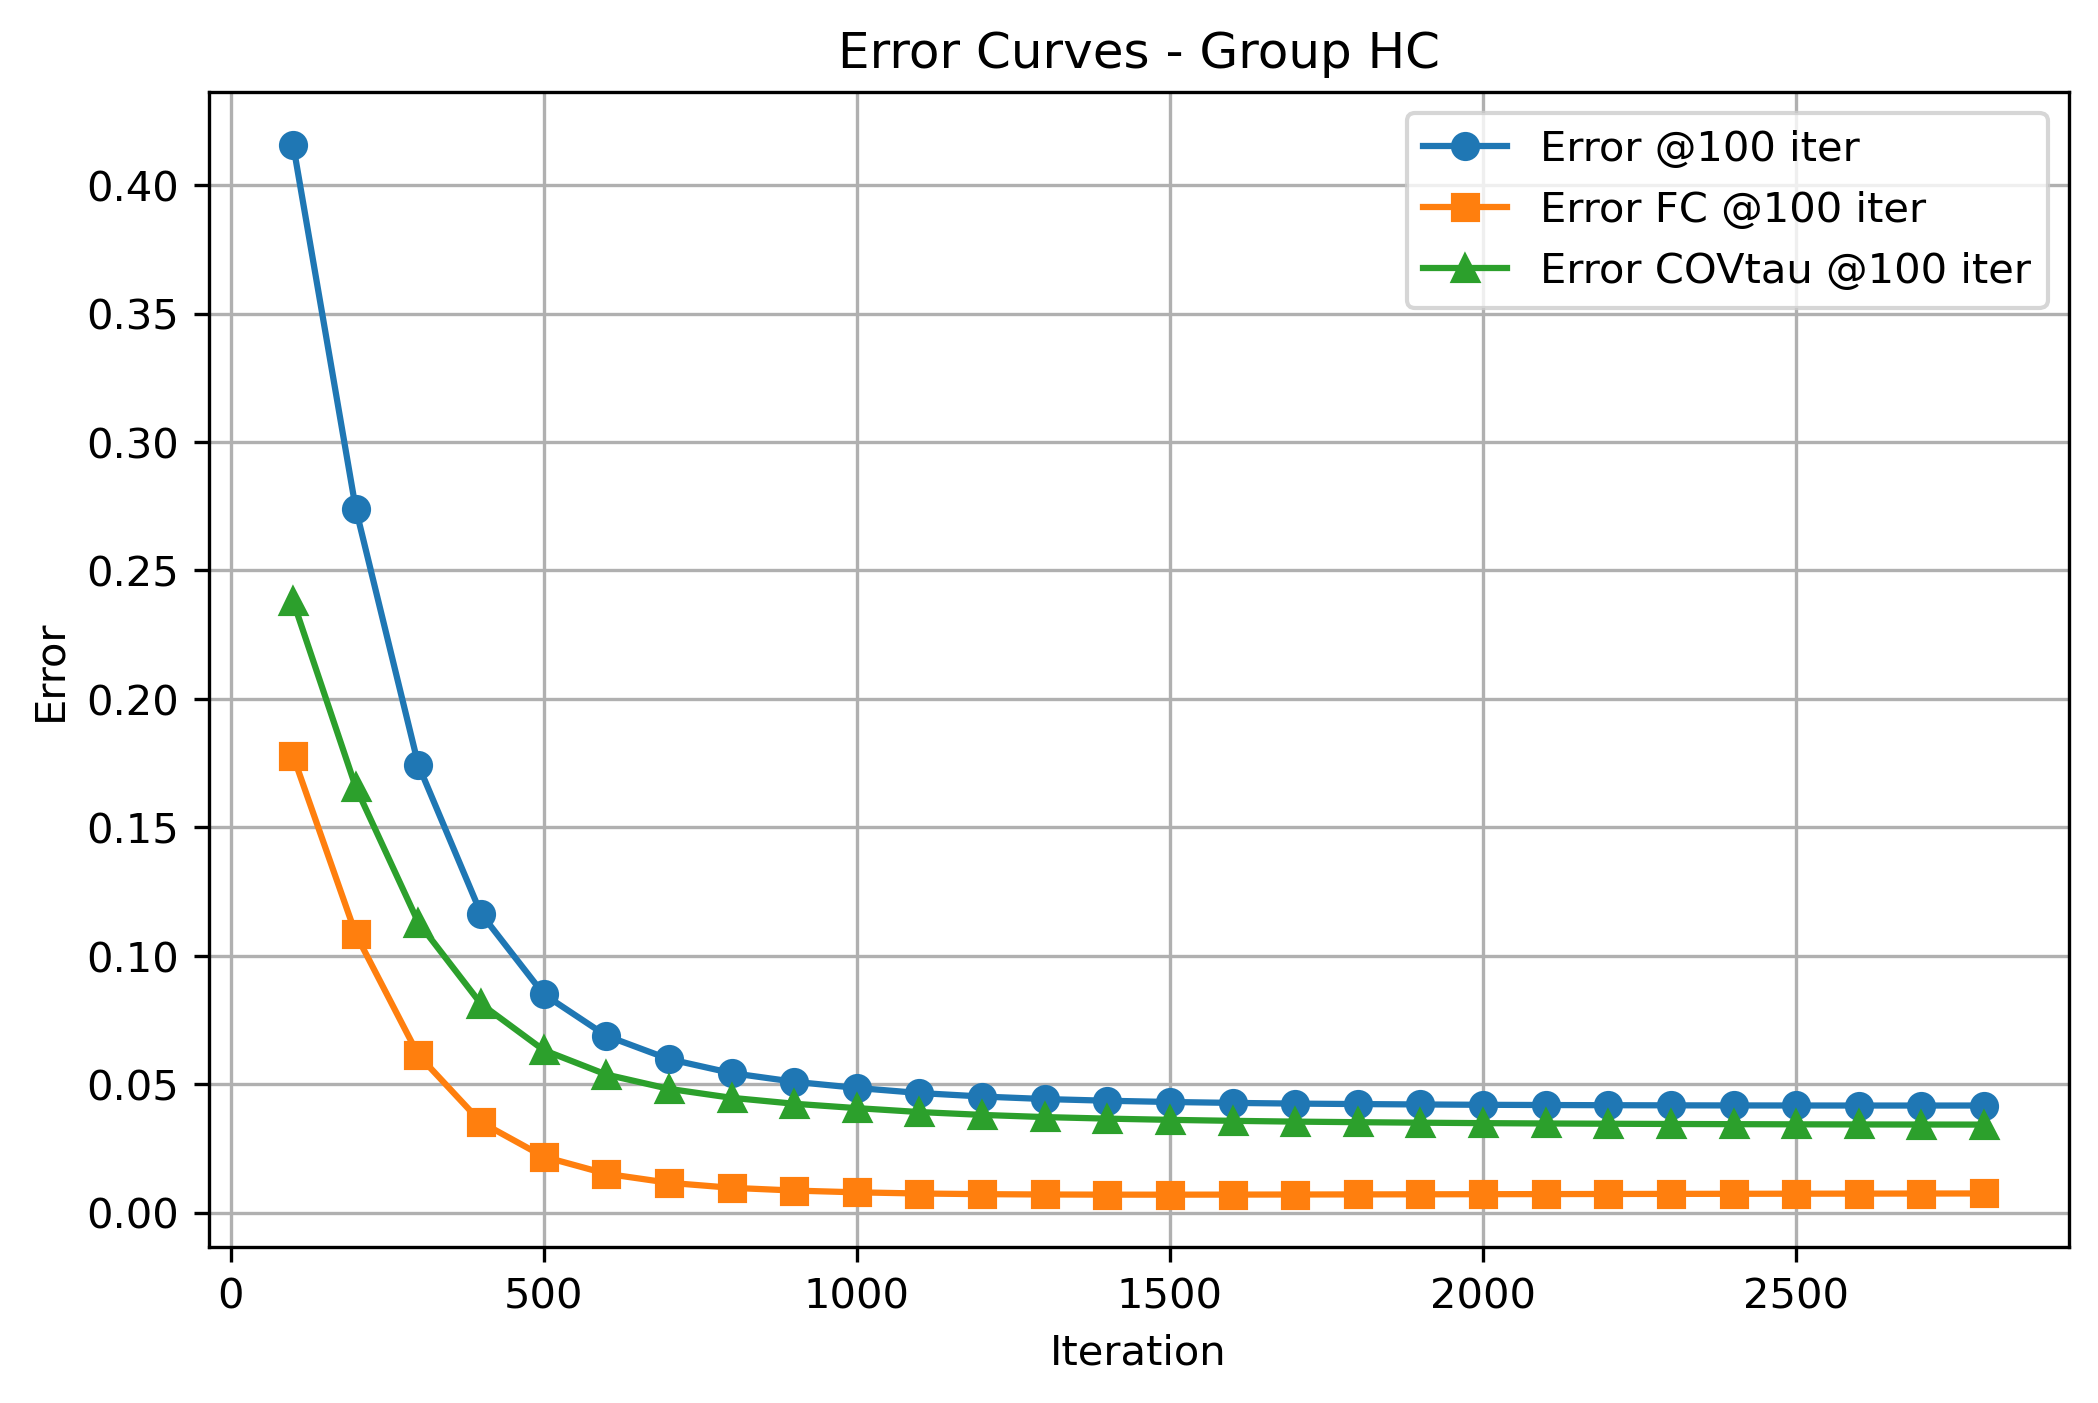 Error Curves - Group HC
Error @100 iter
Error FC @100 iter
Error COVtau @100 iter
Error
0.40
0.35
0.30
0.25
0.20
0.15
0.10
0.05
0.00
0 500 1000 1500 2000 2500
Iteration